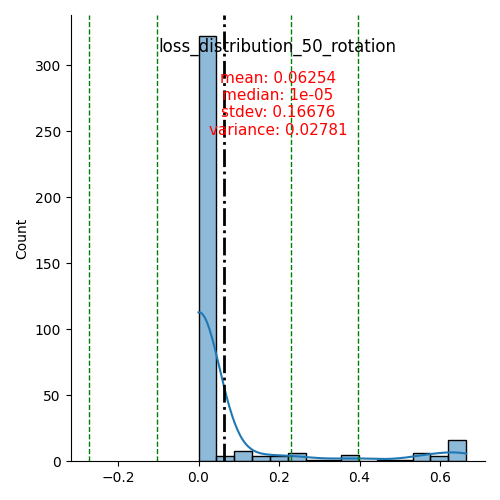 loss_distribution_50_rotation
mean: 0.06254
median: 1e-05
stdev: 0.16676
variance: 0.02781
Count
300
250
200
150
100
50
0
−0.2
0.0
0.2
0.4
0.6